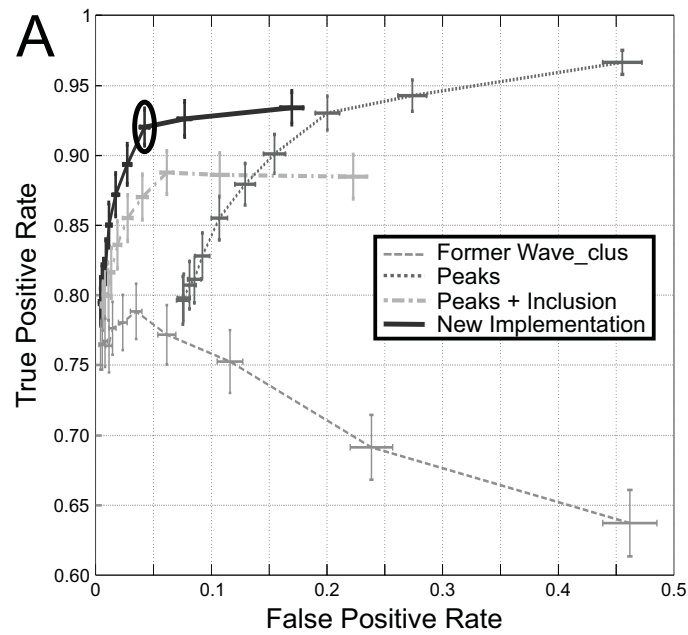 A
1
0.95
0.90
0.85
0.80
0.75
0.70
0.65
0.60
True Positive Rate
Former Wave_clus
Peaks
Peaks + Inclusion
New Implementation
0 0.1 0.2 0.3 0.4 0.5
False Positive Rate